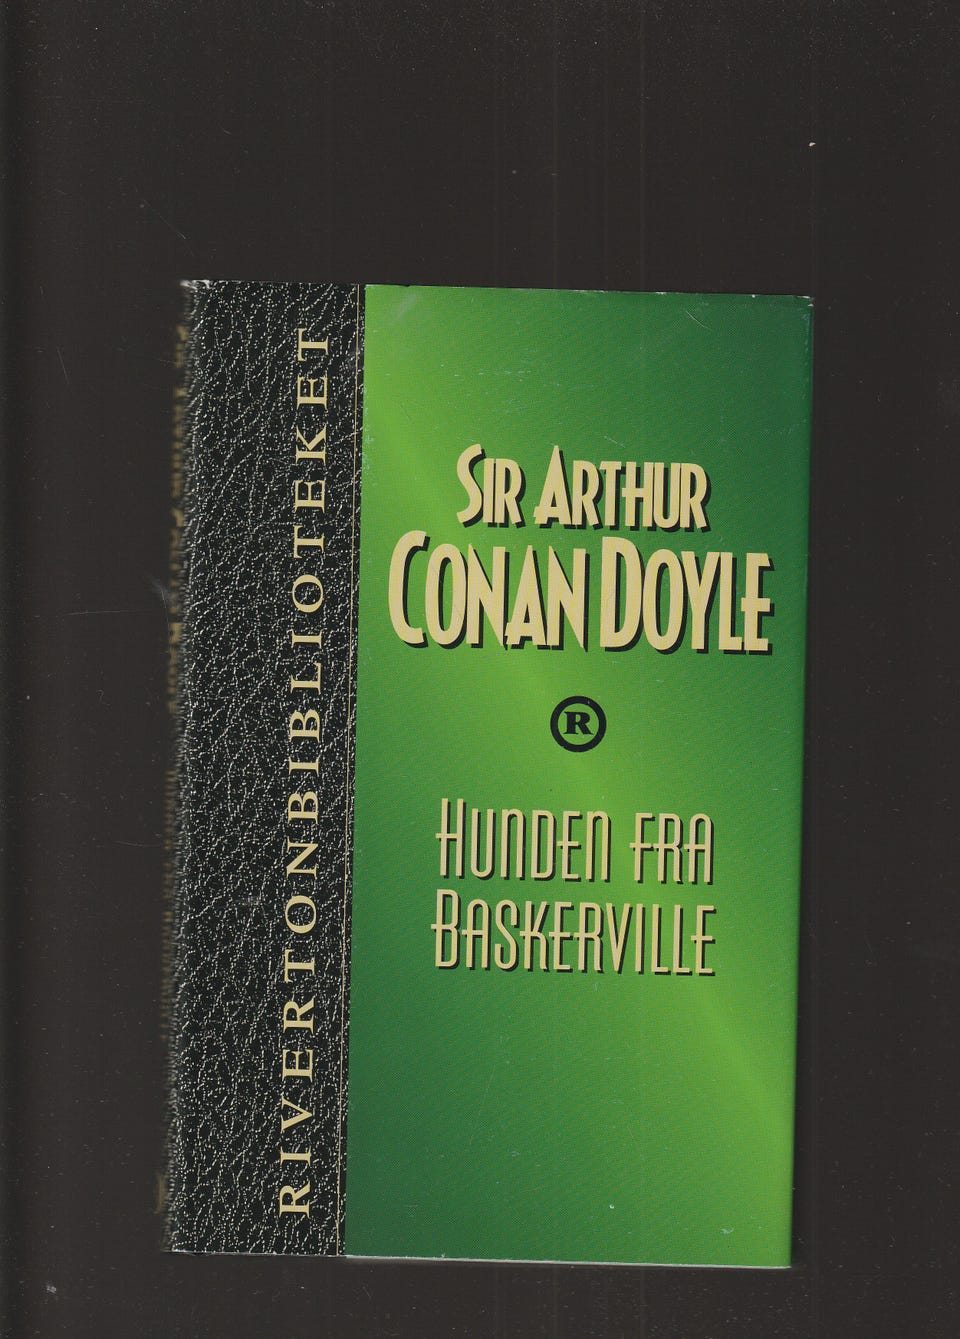 RIVERTONBIBLIOTEKET
SIR ARTHUR
CONAN DOYLE
R
HUNDEN FRA
BASKERVILLE